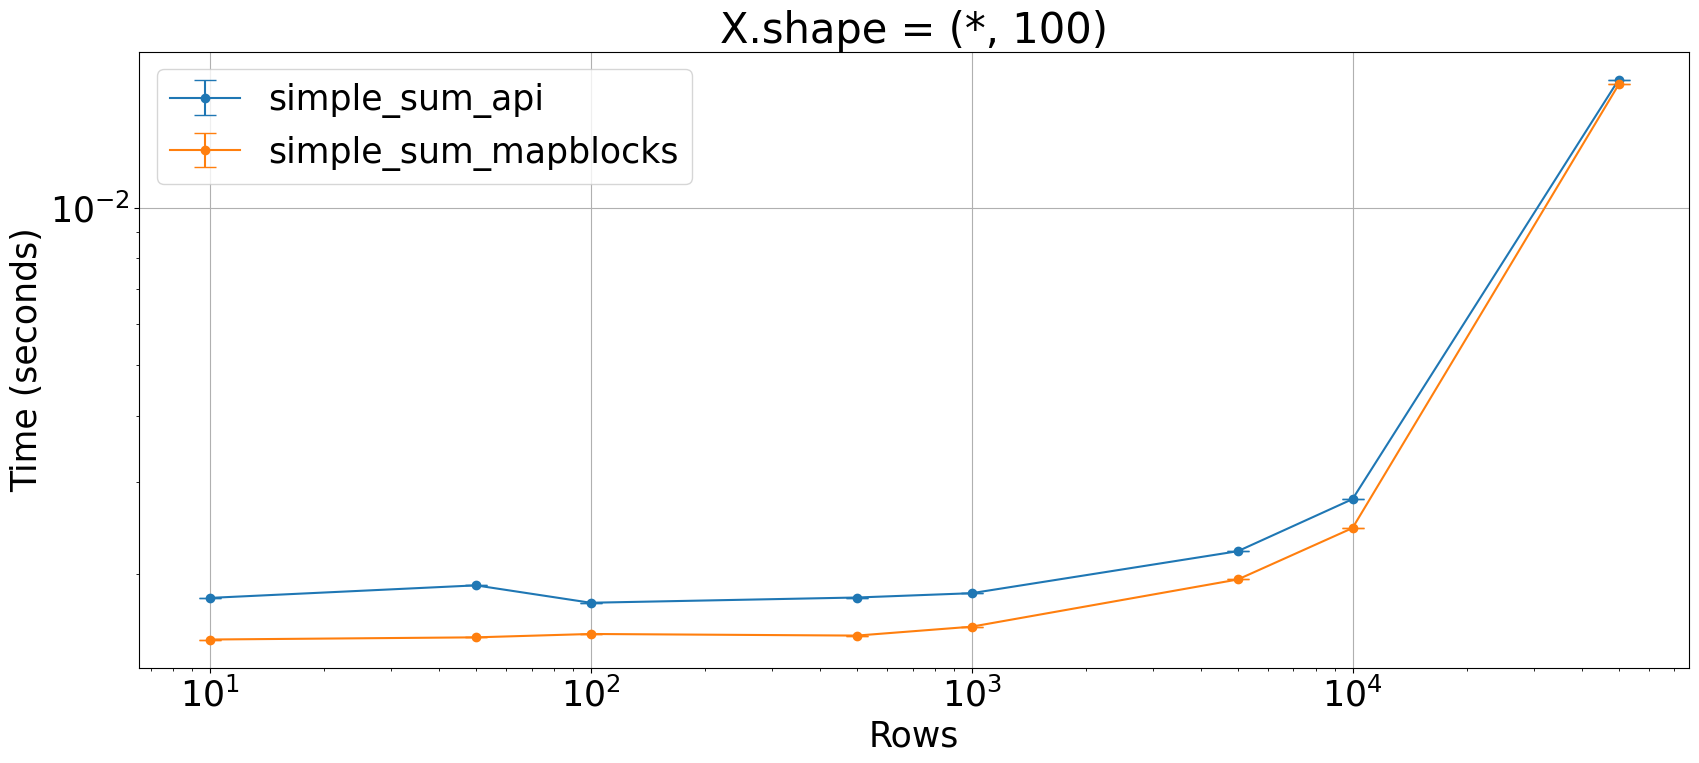 X.shape = (*, 100)
simple_sum_api
simple_sum_mapblocks
Time (seconds)
10⁻²
10¹ 10² 10³ 10⁴
Rows